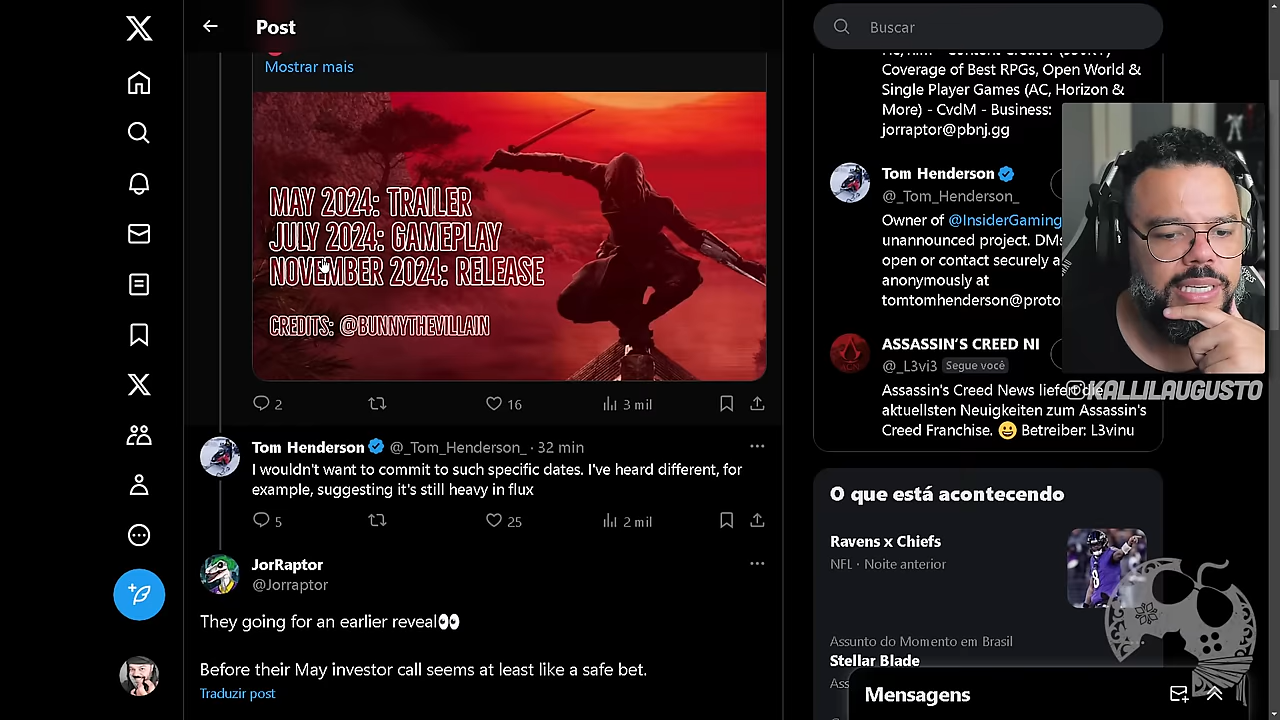 Post
Buscar
Mostrar mais
MAY 2024: TRAILER
JULY 2024: GAMEPLAY
NOVEMBER 2024: RELEASE
CREDITS: @BUNNYTHEVILLAIN
2
16
3 mil
Tom Henderson @_Tom_Henderson_ · 32 min
I wouldn't want to commit to such specific dates. I've heard different, for
example, suggesting it's still heavy in flux
5
25
2 mil
JorRaptor
@Jorraptor
They going for an earlier reveal👀
Before their May investor call seems at least like a safe bet.
Traduzir post
Coverage of Best RPGs, Open World &
Single Player Games (AC, Horizon &
More) - CvdM - Business:
jorraptor@pbnj.gg
Tom Henderson
@_Tom_Henderson_
Owner of @InsiderGaming
unannounced project. DMs
open or contact securely a
anonymously at
tomtomhenderson@proto
ASSASSIN'S CREED NI
@_L3vi3 Segue você
Assassin's Creed News liefert die
aktuellsten Neuigkeiten zum Assassin's
Creed Franchise. 😀 Betreiber: L3vinu
KALLILAUGUSTO
O que está acontecendo
Ravens x Chiefs
NFL · Noite anterior
Assunto do Momento em Brasil
Stellar Blade
Ass
Mensagens